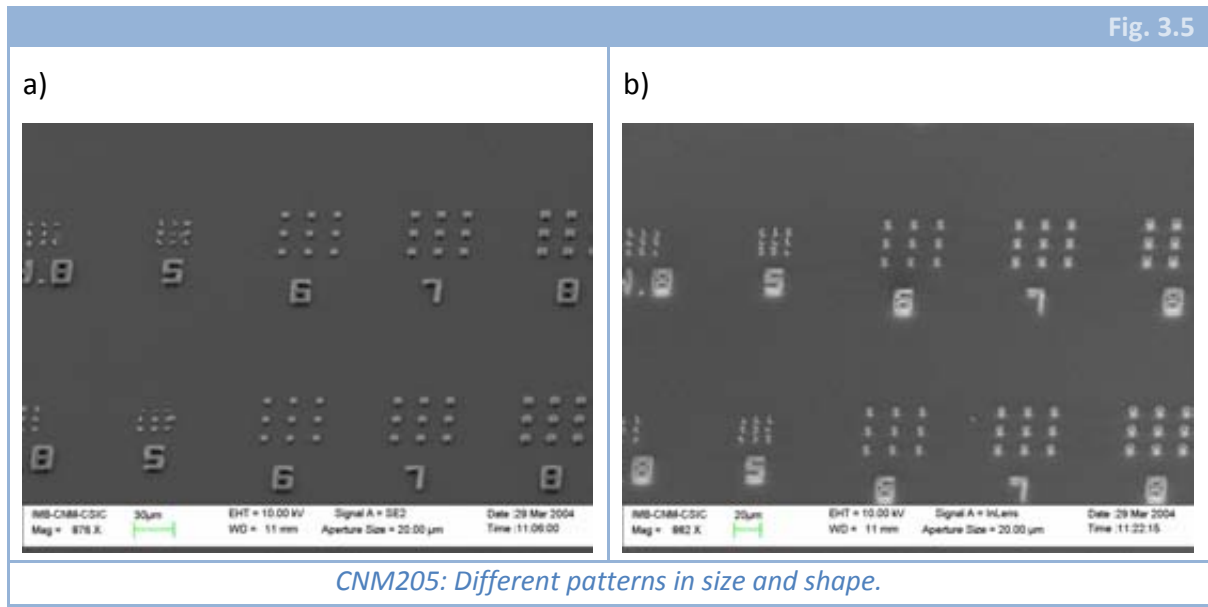 Fig. 3.5
a)
b)
.8 5 6 7 8
8 5 6 7 8
IMB-CNM-CSIC 30µm EHT = 10.00 kV Signal A = SE2 Date :29 Mar 2004
Mag = 876 X WD = 11 mm Aperture Size = 20.00 µm Time :11:06:00
5 6 7 8
8 5 6 7 8
IMB-CNM-CSIC 20µm EHT = 10.00 kV Signal A = InLens Date :29 Mar 2004
Mag = 882 X WD = 11 mm Aperture Size = 20.00 µm Time :11:22:15
CNM205: Different patterns in size and shape.